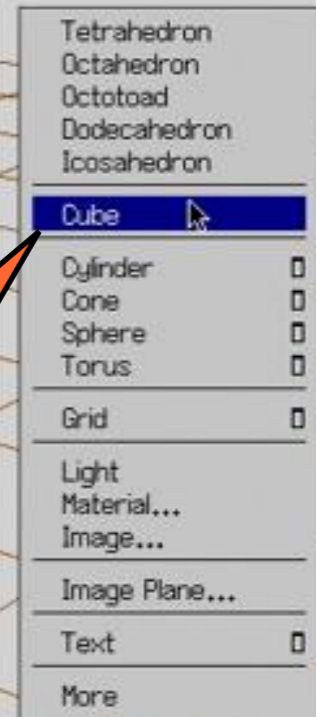 Tetrahedron
Octahedron
Octotoad
Dodecahedron
Icosahedron
Cube
Cylinder
Cone
Sphere
Torus
Grid
Light
Material...
Image...
Image Plane...
Text
More